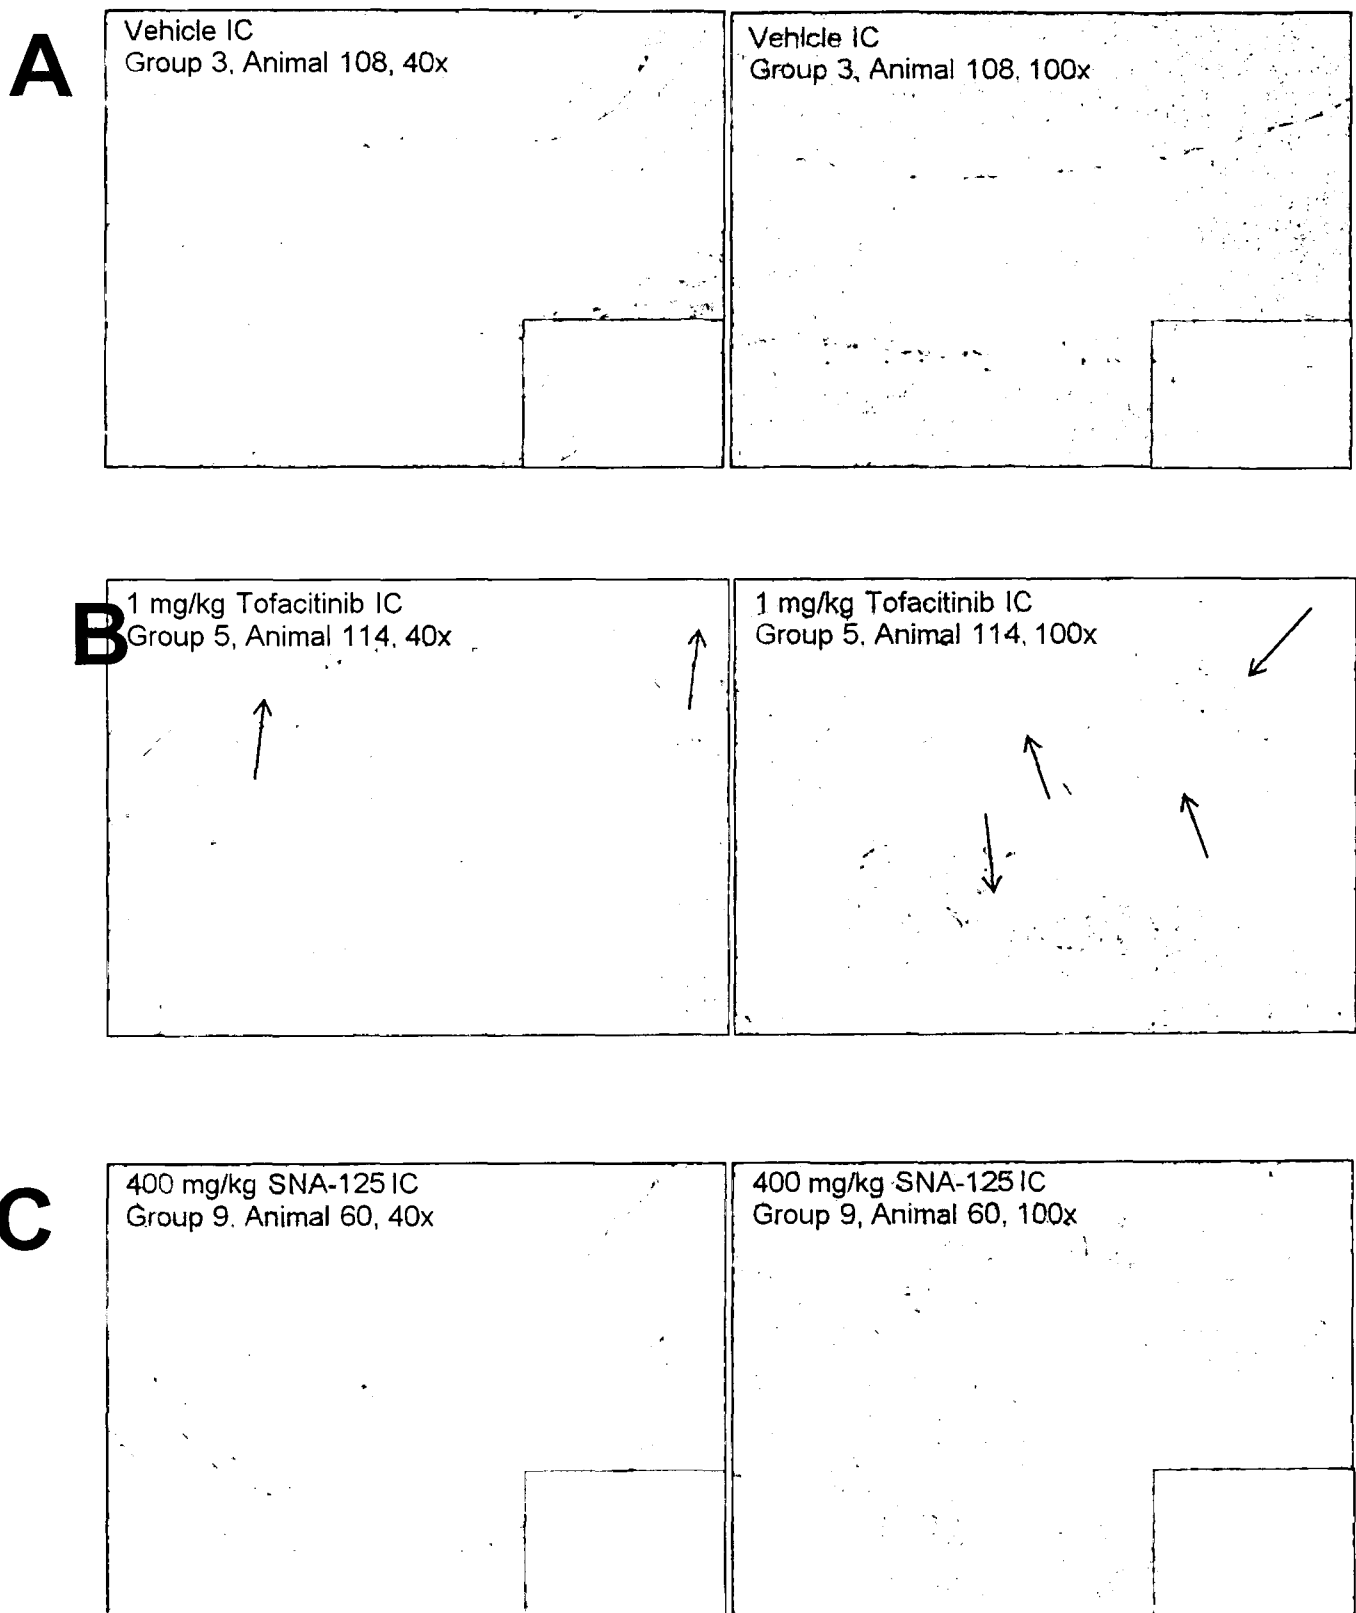 A
Vehicle IC
Group 3, Animal 108, 40x
Vehicle IC
Group 3, Animal 108, 100x
B
1 mg/kg Tofacitinib IC
Group 5, Animal 114, 40x
1 mg/kg Tofacitinib IC
Group 5, Animal 114, 100x
C
400 mg/kg SNA-125 IC
Group 9, Animal 60, 40x
400 mg/kg SNA-125 IC
Group 9, Animal 60, 100x